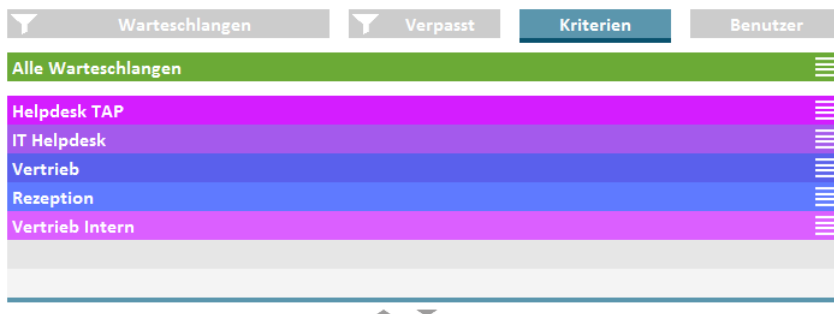 Warteschlangen Verpasst Kriterien Benutzer
Alle Warteschlangen
Helpdesk TAP
IT Helpdesk
Vertrieb
Rezeption
Vertrieb Intern